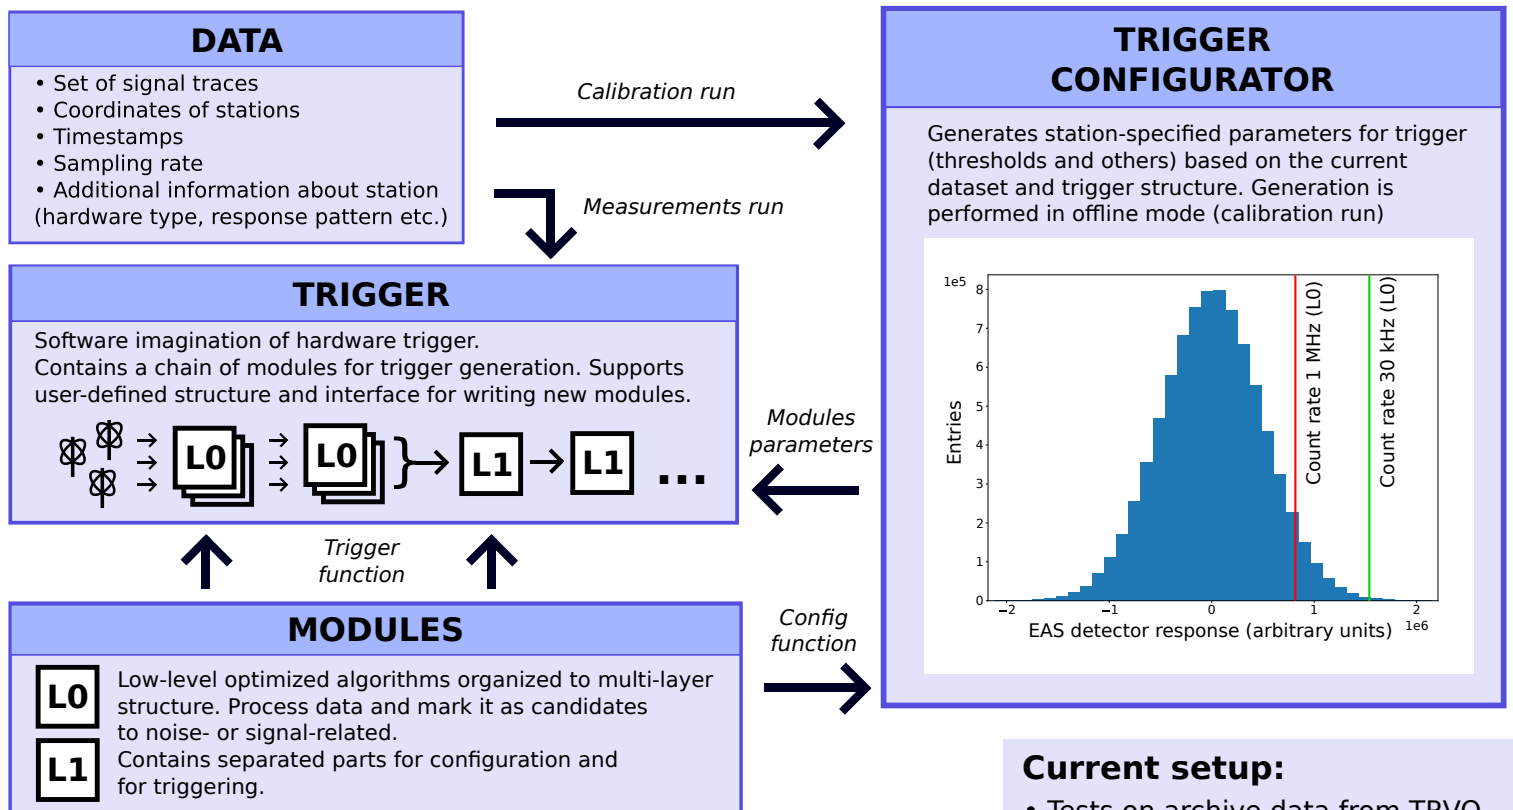 DATA
• Set of signal traces
• Coordinates of stations
• Timestamps
• Sampling rate
• Additional information about station
(hardware type, response pattern etc.)
Calibration run
Measurements run
TRIGGER
Software imagination of hardware trigger.
Contains a chain of modules for trigger generation. Supports
user-defined structure and interface for writing new modules.
L0
L0
L1
L1
...
Modules
parameters
Trigger
function
MODULES
L0
Low-level optimized algorithms organized to multi-layer
structure. Process data and mark it as candidates
to noise- or signal-related.
L1
Contains separated parts for configuration and
for triggering.
Config
function
TRIGGER
CONFIGURATOR
Generates station-specified parameters for trigger
(thresholds and others) based on the current
dataset and trigger structure. Generation is
performed in offline mode (calibration run)
1e5
8
7
6
5
4
3
2
1
0
Entries
Count rate 1 MHz (L0)
Count rate 30 kHz (L0)
−2
−1
0
1
2
1e6
EAS detector response (arbitrary units)
Current setup:
• Tests on archive data from TRVO